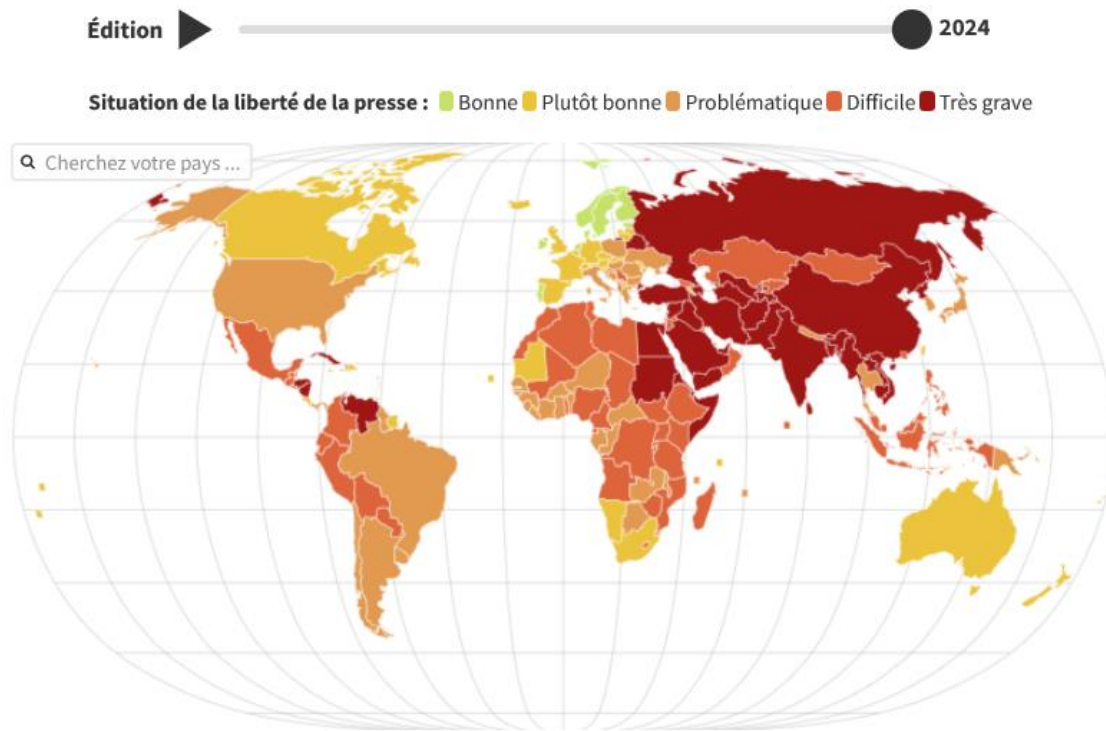 Édition 2024
Situation de la liberté de la presse : Bonne Plutôt bonne Problématique Difficile Très grave
Cherchez votre pays ...